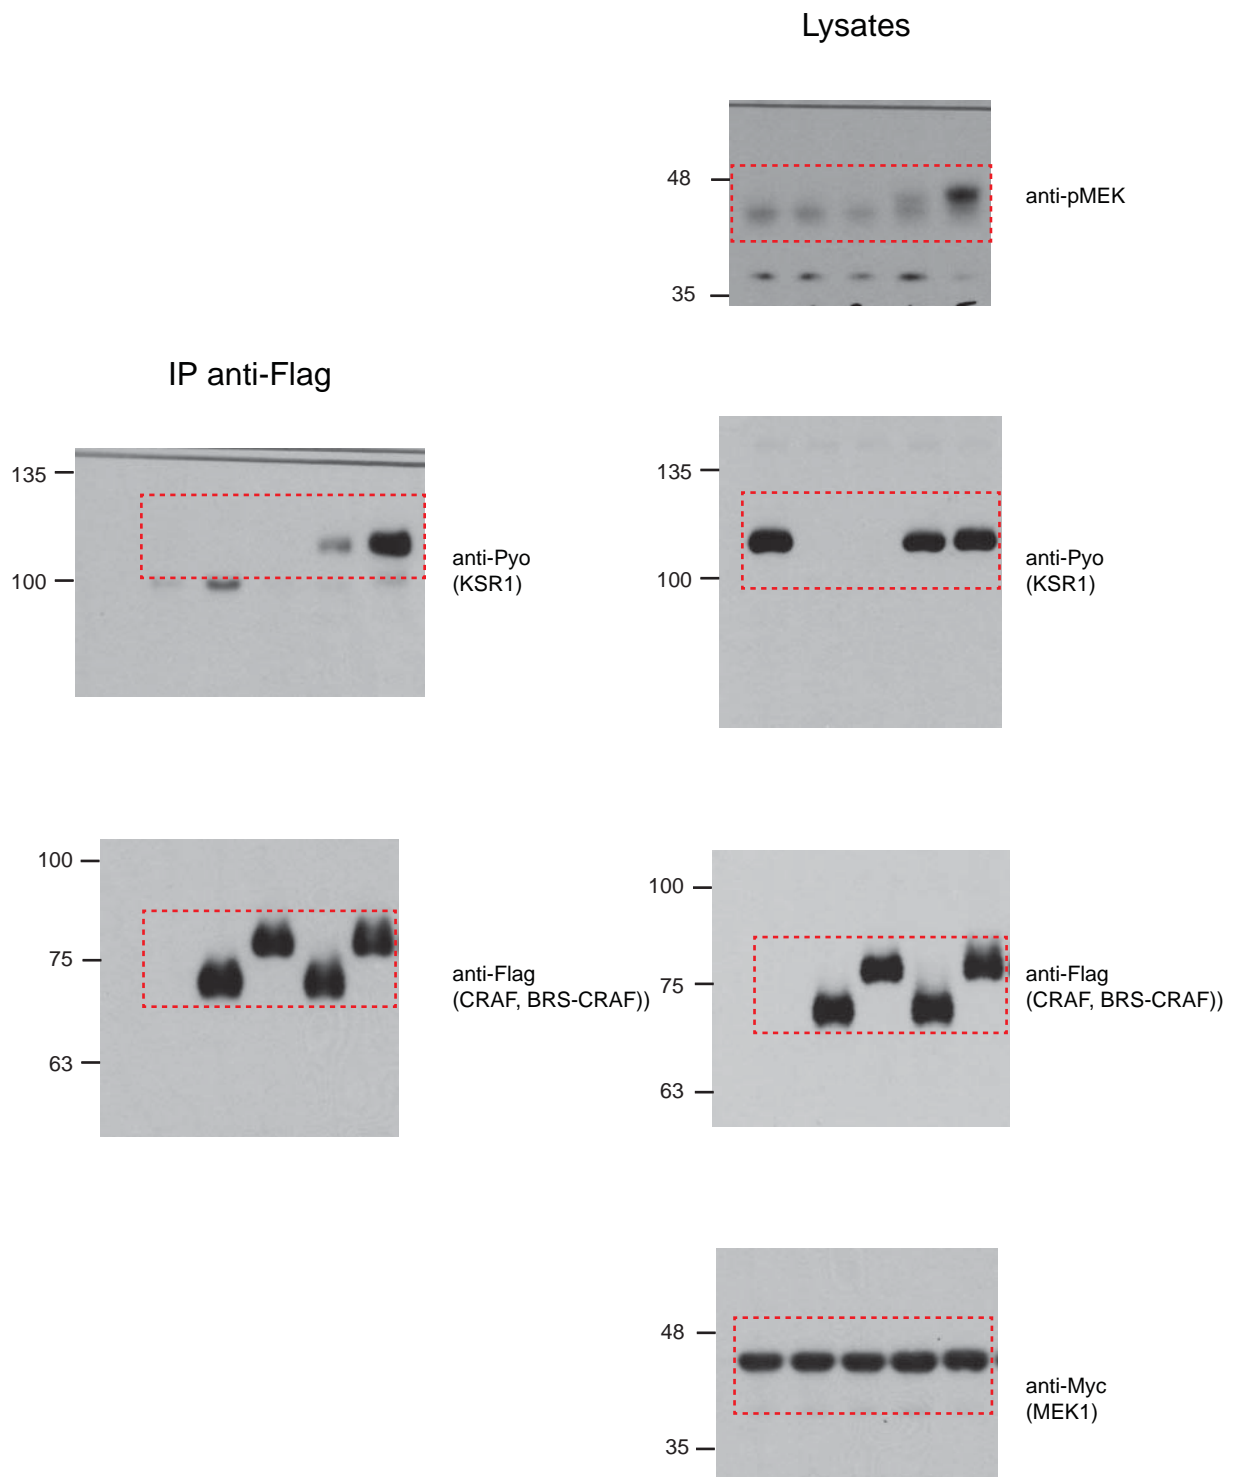 Lysates
48
35
anti-pMEK
IP anti-Flag
135
100
anti-Pyo
(KSR1)
135
100
anti-Pyo
(KSR1)
100
75
63
anti-Flag
(CRAF, BRS-CRAF))
100
75
63
anti-Flag
(CRAF, BRS-CRAF))
48
35
anti-Myc
(MEK1)